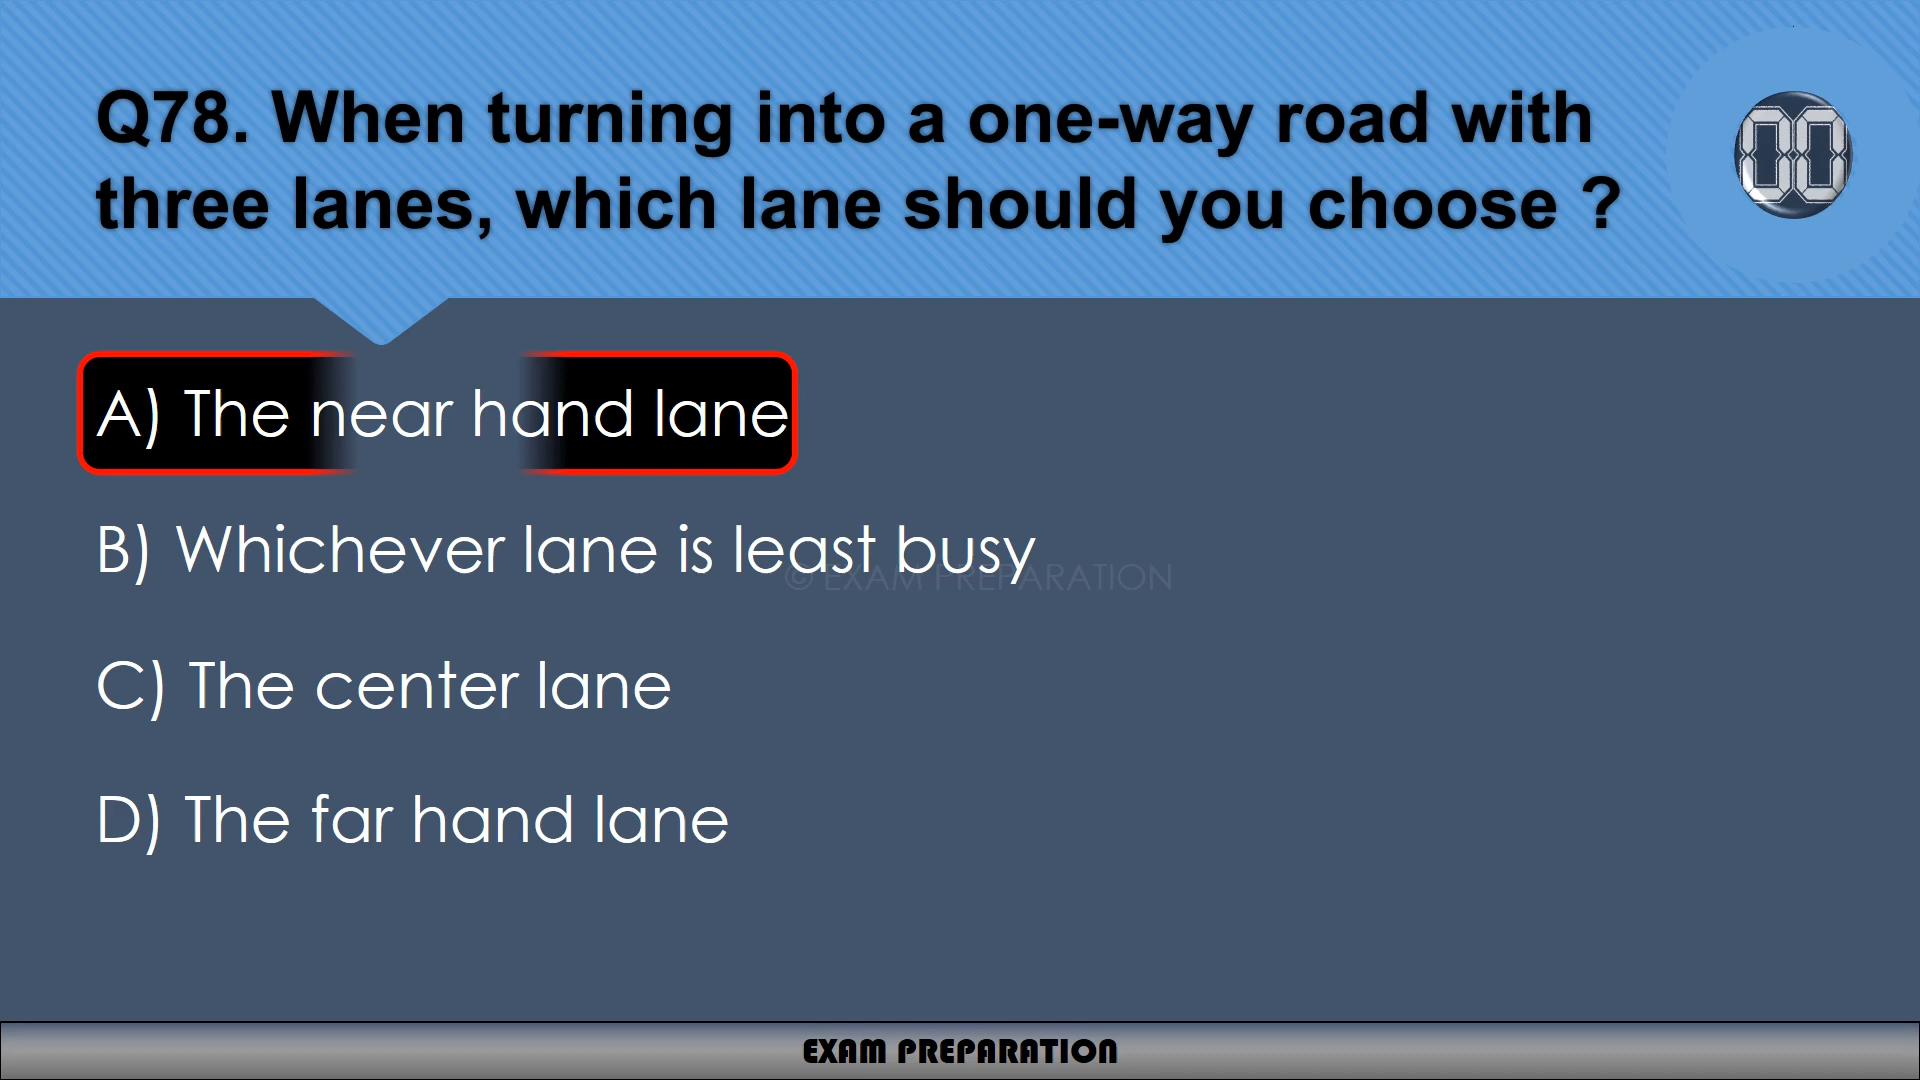 Q78. When turning into a one-way road with
three lanes, which lane should you choose ?
00
A) The near hand lane
B) Whichever lane is least busy
© EXAM PREPARATION
C) The center lane
D) The far hand lane
EXAM PREPARATION